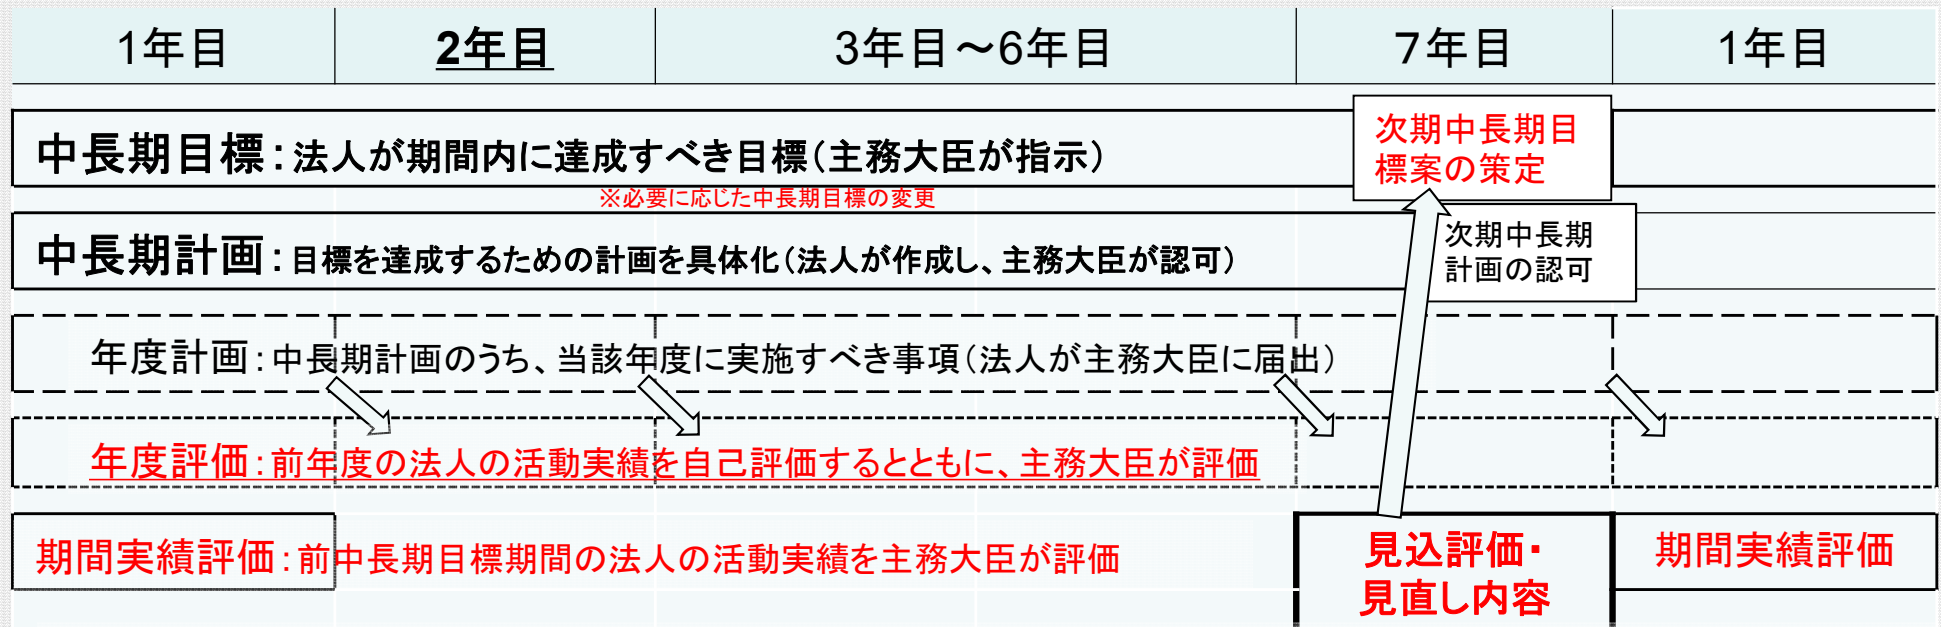 1年目 2年目 3年目～6年目 7年目 1年目
中長期目標：法人が期間内に達成すべき目標（主務大臣が指示）
次期中長期目
標案の策定
※必要に応じた中長期目標の変更
中長期計画：目標を達成するための計画を具体化（法人が作成し、主務大臣が認可）
次期中長期
計画の認可
年度計画：中長期計画のうち、当該年度に実施すべき事項（法人が主務大臣に届出）
年度評価：前年度の法人の活動実績を自己評価するとともに、主務大臣が評価
期間実績評価：前中長期目標期間の法人の活動実績を主務大臣が評価
見込評価・
見直し内容
期間実績評価